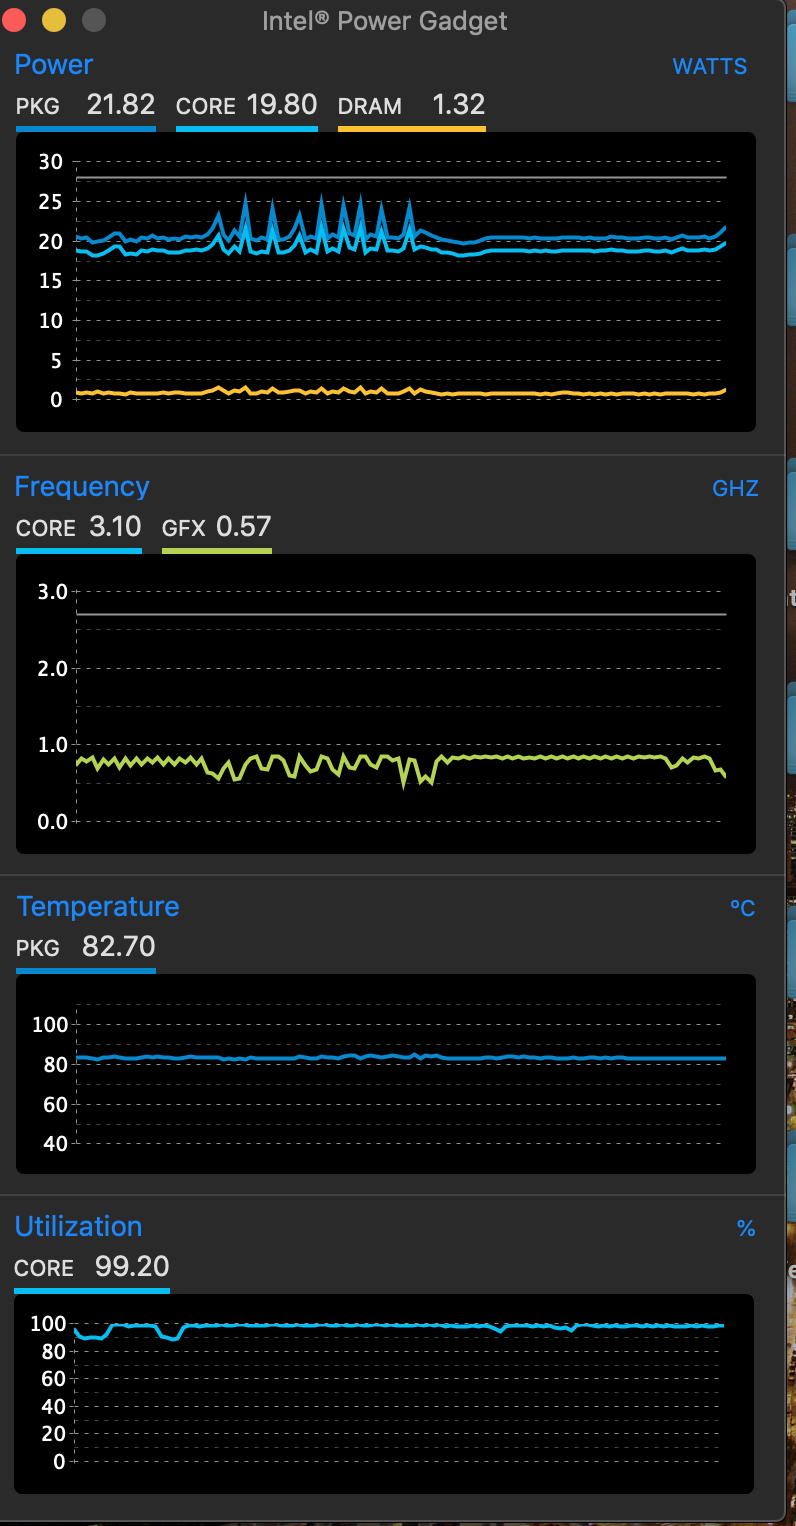 Intel® Power Gadget
Power WATTS
PKG 21.82 CORE 19.80 DRAM 1.32
30
25
20
15
10
5
0
Frequency GHZ
CORE 3.10 GFX 0.57
3.0
2.0
1.0
0.0
Temperature ºC
PKG 82.70
100
80
60
40
Utilization %
CORE 99.20
100
80
60
40
20
0